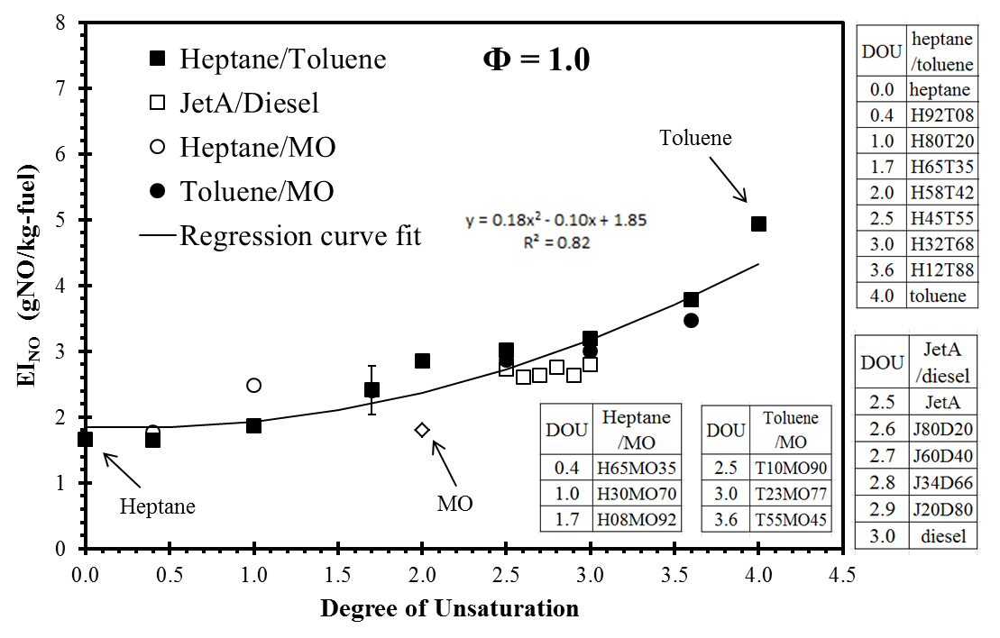 8
7
6
5
4
3
2
1
0
EINO (gNO/kg-fuel)
Heptane/Toluene
JetA/Diesel
Heptane/MO
Toluene/MO
Regression curve fit
Φ = 1.0
Toluene
y = 0.18x² - 0.10x + 1.85
R² = 0.82
Heptane
MO
0.0 0.5 1.0 1.5 2.0 2.5 3.0 3.5 4.0 4.5
Degree of Unsaturation
DOU heptane
/toluene
0.0 heptane
0.4 H92T08
1.0 H80T20
1.7 H65T35
2.0 H58T42
2.5 H45T55
3.0 H32T68
3.6 H12T88
4.0 toluene
DOU Heptane
/MO
0.4 H65MO35
1.0 H30MO70
1.7 H08MO92
DOU Toluene
/MO
2.5 T10MO90
3.0 T23MO77
3.6 T55MO45
DOU JetA
/diesel
2.5 JetA
2.6 J80D20
2.7 J60D40
2.8 J34D66
2.9 J20D80
3.0 diesel